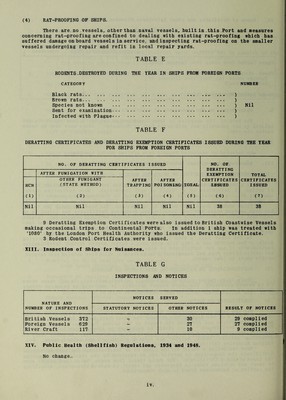 (4) RAT-PROOFING OF SHIPS.
There are no vessels, other than naval vessels, built in this Port and measures
concerning rat-proofing are confined to dealing with existing rat-proofing which has
suffered damage on board vessels in service, and inspecting rat-proofing on the smaller
vessels undergoing repair and refit in local repair yards.
TABLE E
RODENTS DESTROYED DURING THE YEAR IN SHIPS FROM FOREIGN PORTS
CATEGORY NUMBER
Black rats... )
Brown rats... )
Species not known ) Nil
Sent for examination )
Infected with Plague )
TABLE F
DERATTING CERTIFICATES AND DERATTING EXEMPTION CERTIFICATES ISSUED DURING THE YEAR
FOR SHIPS FROM FOREIGN PORTS
NO. OF DERATTING CERTIFICATES ISSUED
AFTER FUMIGATION WITH
HCN
OTHER FUMIGANT (STATE METHOD)
AFTER TRAPPING
AFTER POISONING
TOTAL
NO. OF DERATTING EXEMPTION CERTIFICATES ISSUED
TOTAL CERTIFICATES ISSUED
(1) (2) (3) (4) (5) (6) (7)
Nil Nil Nil Nil Nil 38 38
9 Deratting Exemption Certificates were also issued to British Coastwise Vessels
making occasional trips to Continental Ports. In addition 1 ship was treated with
"1080" by the London Port Health Authority who issued the Deratting Certificate.
3 Rodent Control Certificates were issued.
XIII. Inspection of Ships for Nuisances.
TABLE G
INSPECTIONS AND NOTICES
NATURE AND NUMBER OF INSPECTIONS
NOTICES SERVED
STATUTORY NOTICES
OTHER NOTICES
RESULT OF NOTICES
British Vessels 372 - complied
Foreign Vessels 629 - 27 27 complied
River Craft 117 - complied
XIV. Public Health (Shellfish) Regulations, 1934 and 1948.
No change.
iv.